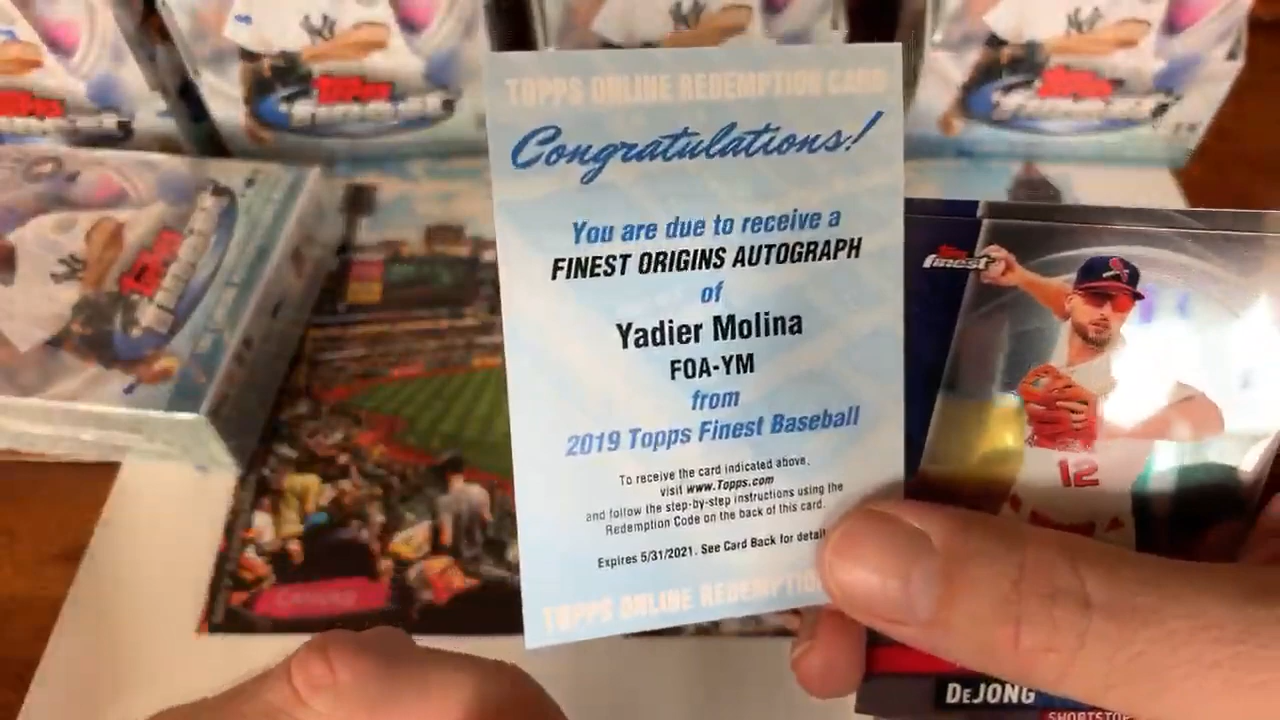 TOPPS ONLINE REDEMPTION CARD
Congratulations!
You are due to receive a
FINEST ORIGINS AUTOGRAPH
of
Yadier Molina
FOA-YM
from
2019 Topps Finest Baseball
To receive the card indicated above,
visit www.Topps.com
and follow the step-by-step instructions using the
Redemption Code on the back of this card.
Expires 5/31/2021. See Card Back for detail
TOPPS ONLINE REDEMPTION
Topps
finest
12
DEJONG
SHORTSTOP
TOPPS
TOPPS